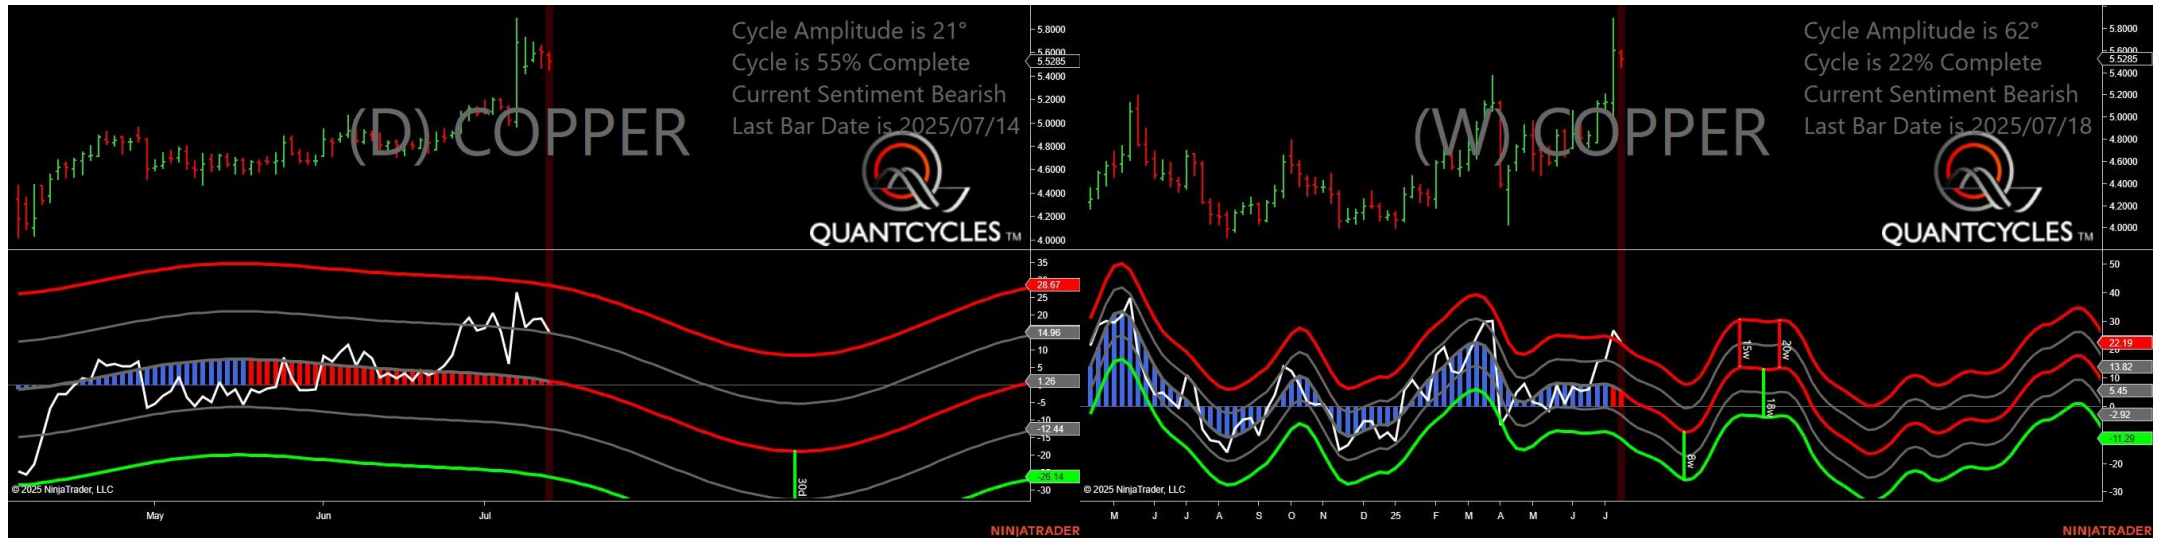 Cycle Amplitude is 21°
Cycle is 55% Complete
Current Sentiment Bearish
Last Bar Date is 2025/07/14
(D) COPPER
QUANTCYCLES TM
5.8000
5.6000
5.5285
5.4000
5.2000
5.0000
4.8000
4.6000
4.4000
4.2000
4.0000
35
28.67
25
20
14.96
10
5
1.26
-5
-10
-12.44
-15
-20
-26.14
-30
30d
© 2025 NinjaTrader, LLC
May Jun Jul
NINJATRADER
Cycle Amplitude is 62°
Cycle is 22% Complete
Current Sentiment Bearish
Last Bar Date is 2025/07/18
(W) COPPER
QUANTCYCLES TM
5.8000
5.6000
5.5285
5.4000
5.2000
5.0000
4.8000
4.6000
4.4000
4.2000
4.0000
50
40
30
22.19
13.82
10
5.45
-2.92
-11.29
-20
-30
15w
20w
18w
8w
© 2025 NinjaTrader, LLC
M J J A S O N D 25 F M A M J J
NINJATRADER